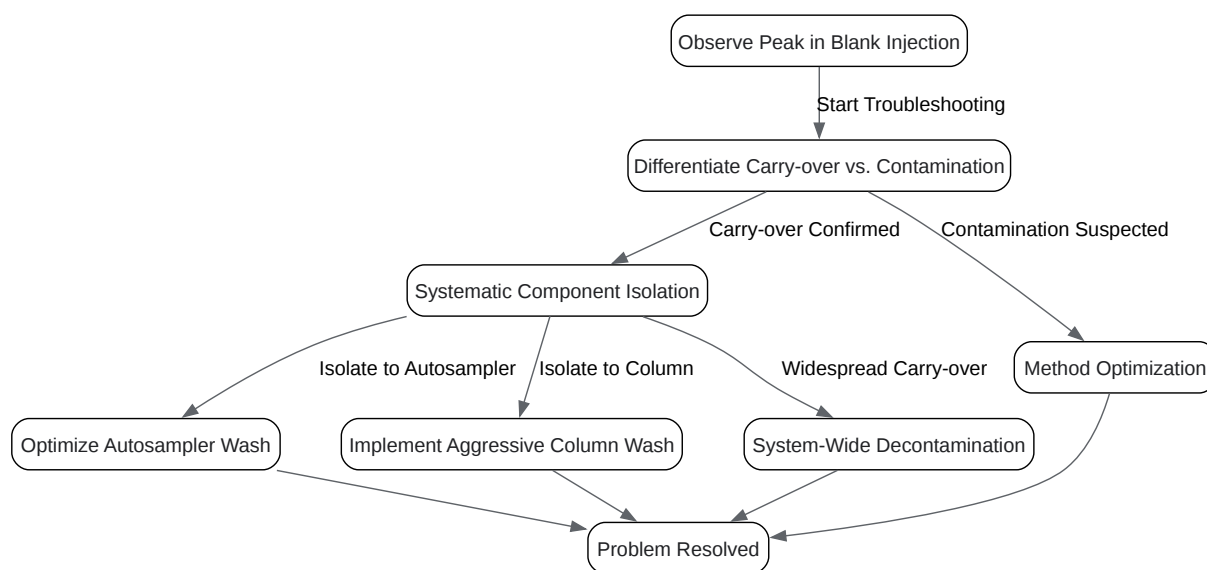 Observe Peak in Blank Injection
Start Troubleshooting
Differentiate Carry-over vs. Contamination
Carry-over Confirmed
Contamination Suspected
Systematic Component Isolation
Isolate to Autosampler
Isolate to Column
Widespread Carry-over
Method Optimization
Optimize Autosampler Wash
Implement Aggressive Column Wash
System-Wide Decontamination
Problem Resolved